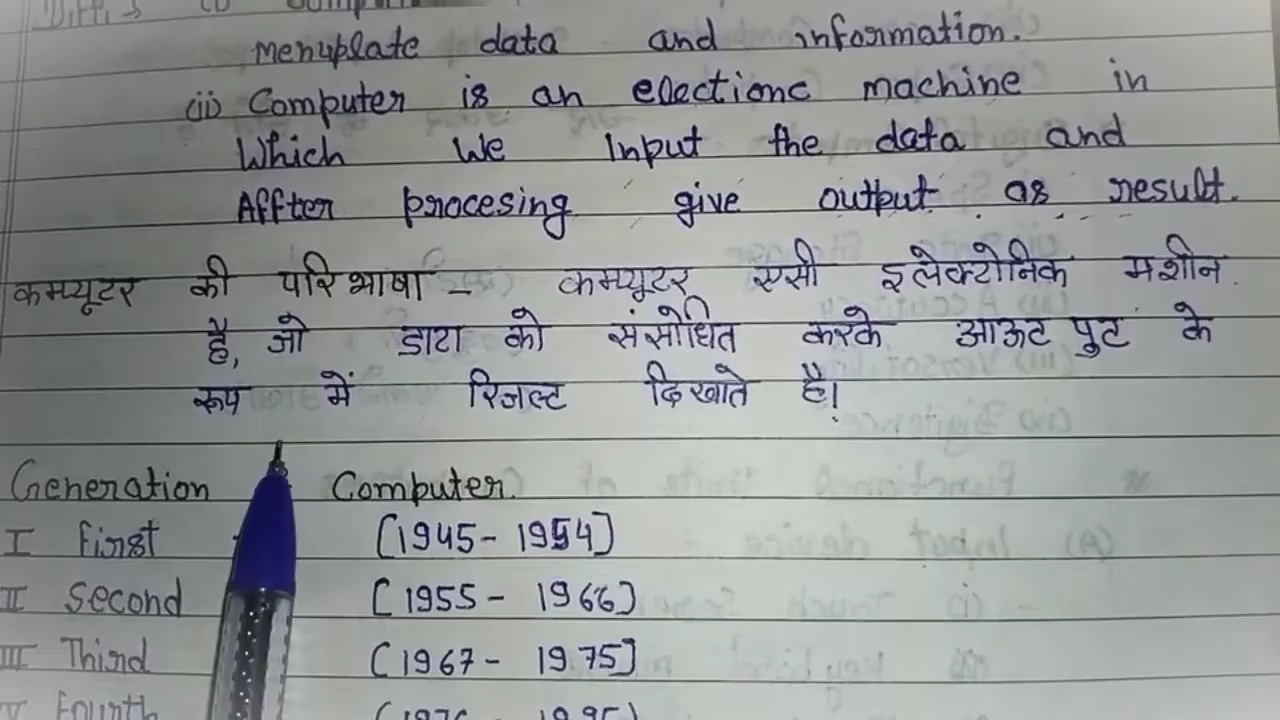 menuplate data and information.
(ii) Computer is an electionc machine in
Which We Input the data and
Affter procesing give output as result.
कम्प्यूटर की परिभाषा - कम्प्यूटर एसी इलेक्टोनिक मशीन
है, जो डाटा को संसोधित करके आऊट पुट के
रूप में रिजल्ट दिखाते है।
Generation Computer.
I First [1945 - 1954]
II Second [1955 - 1966]
III Third [1967 - 1975]
Fourth